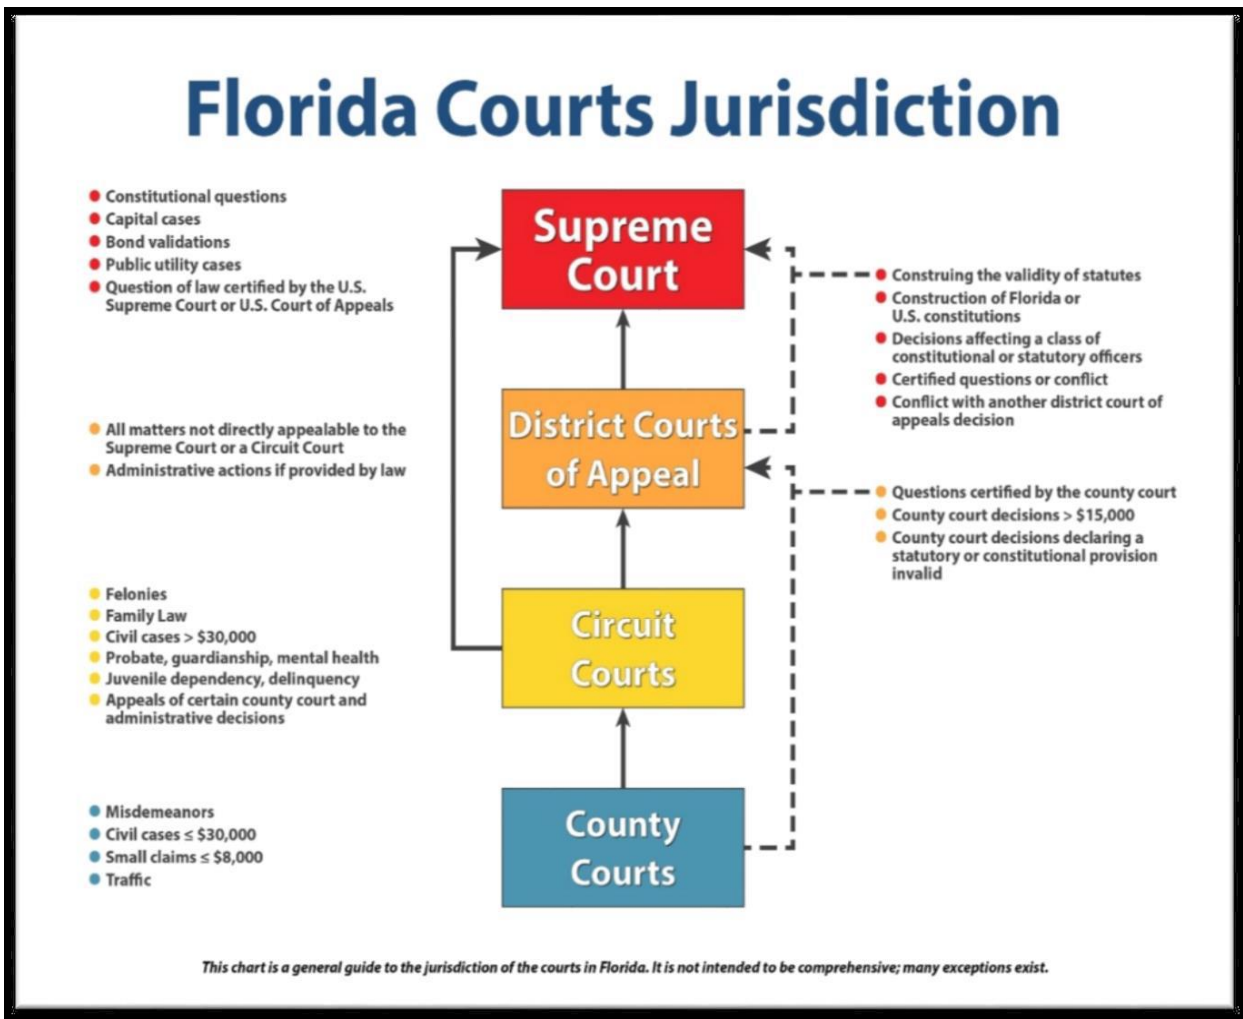 Florida Courts Jurisdiction
Constitutional questions
Capital cases
Bond validations
Public utility cases
Question of law certified by the U.S.
Supreme Court or U.S. Court of Appeals
Supreme
Court
Construing the validity of statutes
Construction of Florida or
U.S. constitutions
Decisions affecting a class of
constitutional or statutory officers
Certified questions or conflict
Conflict with another district court of
appeals decision
All matters not directly appealable to the
Supreme Court or a Circuit Court
Administrative actions if provided by law
District Courts
of Appeal
Questions certified by the county court
County court decisions > $15,000
County court decisions declaring a
statutory or constitutional provision
invalid
Felonies
Family Law
Civil cases > $30,000
Probate, guardianship, mental health
Juvenile dependency, delinquency
Appeals of certain county court and
administrative decisions
Circuit
Courts
Misdemeanors
Civil cases ≤ $30,000
Small claims ≤ $8,000
Traffic
County
Courts
This chart is a general guide to the jurisdiction of the courts in Florida. It is not intended to be comprehensive; many exceptions exist.